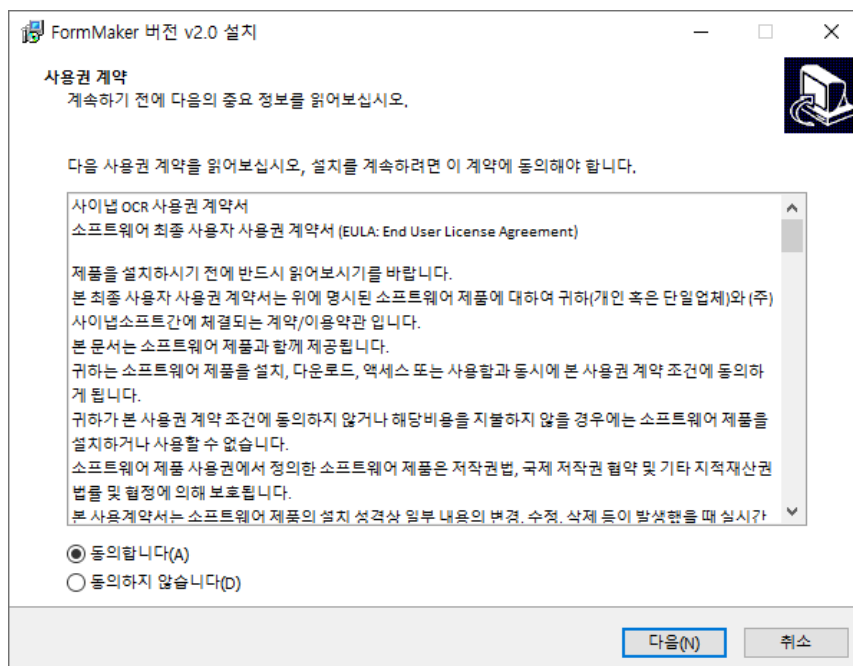 FormMaker 버전 v2.0 설치
사용권 계약
계속하기 전에 다음의 중요 정보를 읽어보십시오.
다음 사용권 계약을 읽어보십시오, 설치를 계속하려면 이 계약에 동의해야 합니다.
사이냅 OCR 사용권 계약서
소프트웨어 최종 사용자 사용권 계약서 (EULA: End User License Agreement)
제품을 설치하시기 전에 반드시 읽어보시기를 바랍니다.
본 최종 사용자 사용권 계약서는 위에 명시된 소프트웨어 제품에 대하여 귀하(개인 혹은 단일업체)와 (주)
사이냅소프트간에 체결되는 계약/이용약관 입니다.
본 문서는 소프트웨어 제품과 함께 제공됩니다.
귀하는 소프트웨어 제품을 설치, 다운로드, 액세스 또는 사용함과 동시에 본 사용권 계약 조건에 동의하
게 됩니다.
귀하가 본 사용권 계약 조건에 동의하지 않거나 해당비용을 지불하지 않을 경우에는 소프트웨어 제품을
설치하거나 사용할 수 없습니다.
소프트웨어 제품 사용권에서 정의한 소프트웨어 제품은 저작권법, 국제 저작권 협약 및 기타 지적재산권
법률 및 협정에 의해 보호됩니다.
본 사용계약서는 소프트웨어 제품의 설치 성격상 일부 내용의 변경, 수정, 삭제 등이 발생했을 때 실시간
동의합니다(A)
동의하지 않습니다(D)
다음(N)
취소